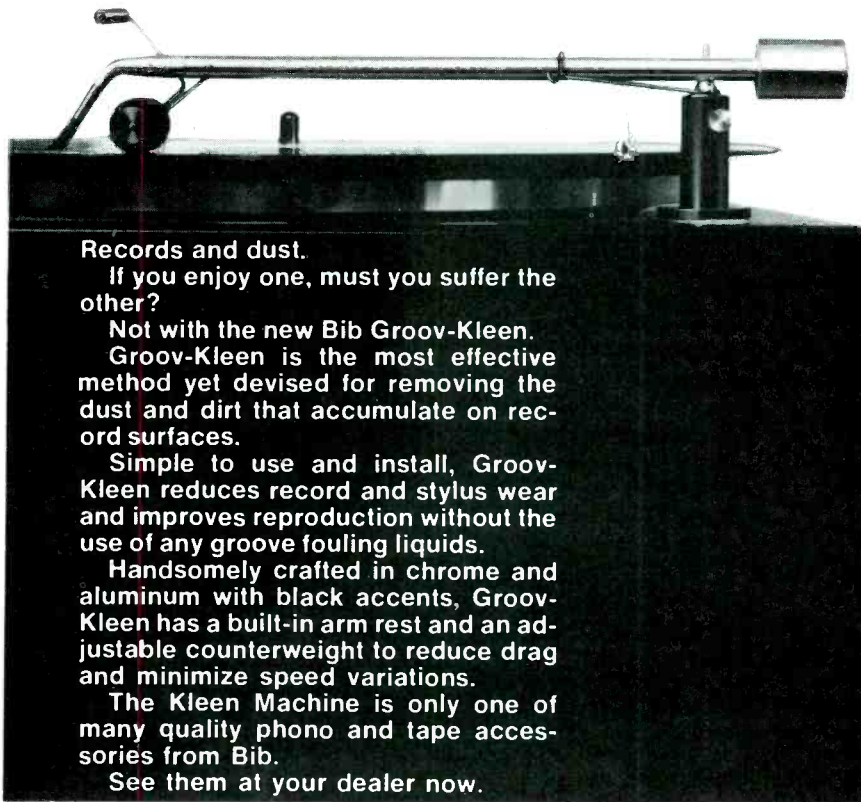 Records and dust.
If you enjoy one, must you suffer the
other?
Not with the new Bib Groov-Kleen.
Groov-Kleen is the most effective
method yet devised for removing the
dust and dirt that accumulate on rec-
ord surfaces.
Simple to use and install, Groov-
Kleen reduces record and stylus wear
and improves reproduction without the
use of any groove fouling liquids.
Handsomely crafted in chrome and
aluminum with black accents, Groov-
Kleen has a built-in arm rest and an ad-
justable counterweight to reduce drag
and minimize speed variations.
The Kleen Machine is only one of
many quality phono and tape acces-
sories from Bib.
See them at your dealer now.